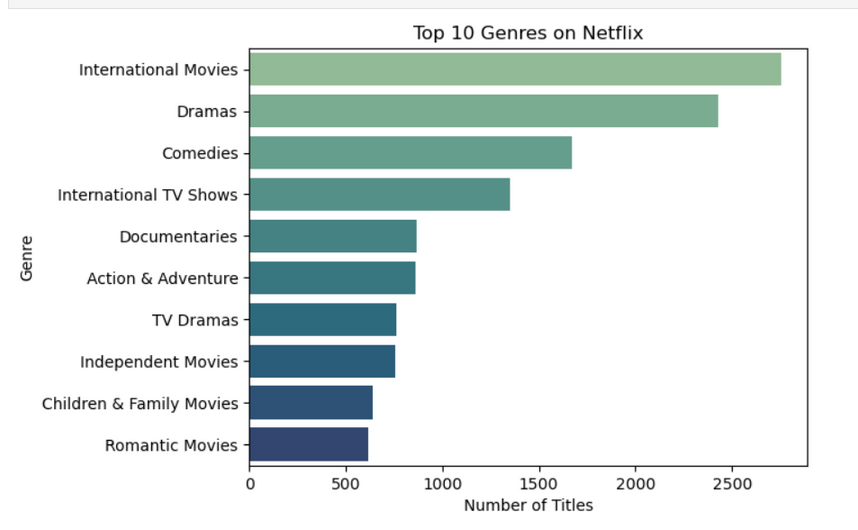 Top 10 Genres on Netflix
International Movies
Dramas
Comedies
International TV Shows
Documentaries
Action & Adventure
TV Dramas
Independent Movies
Children & Family Movies
Romantic Movies
Genre
0 500 1000 1500 2000 2500
Number of Titles